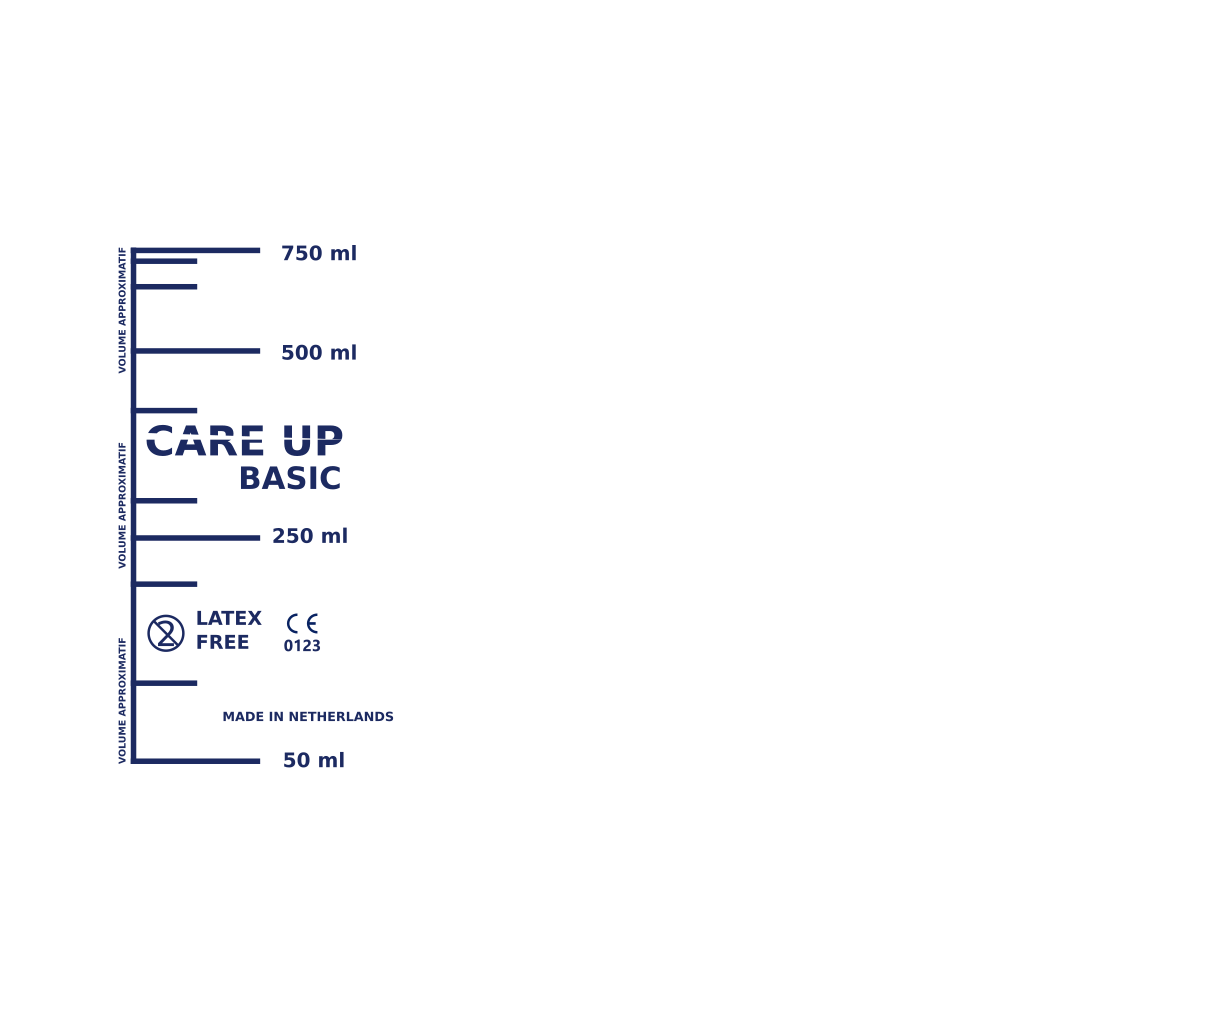 VOLUME APPROXIMATIF
750 ml
500 ml
CARE UP
BASIC
VOLUME APPROXIMATIF
250 ml
2
LATEX
FREE
CE
0123
VOLUME APPROXIMATIF
MADE IN NETHERLANDS
50 ml